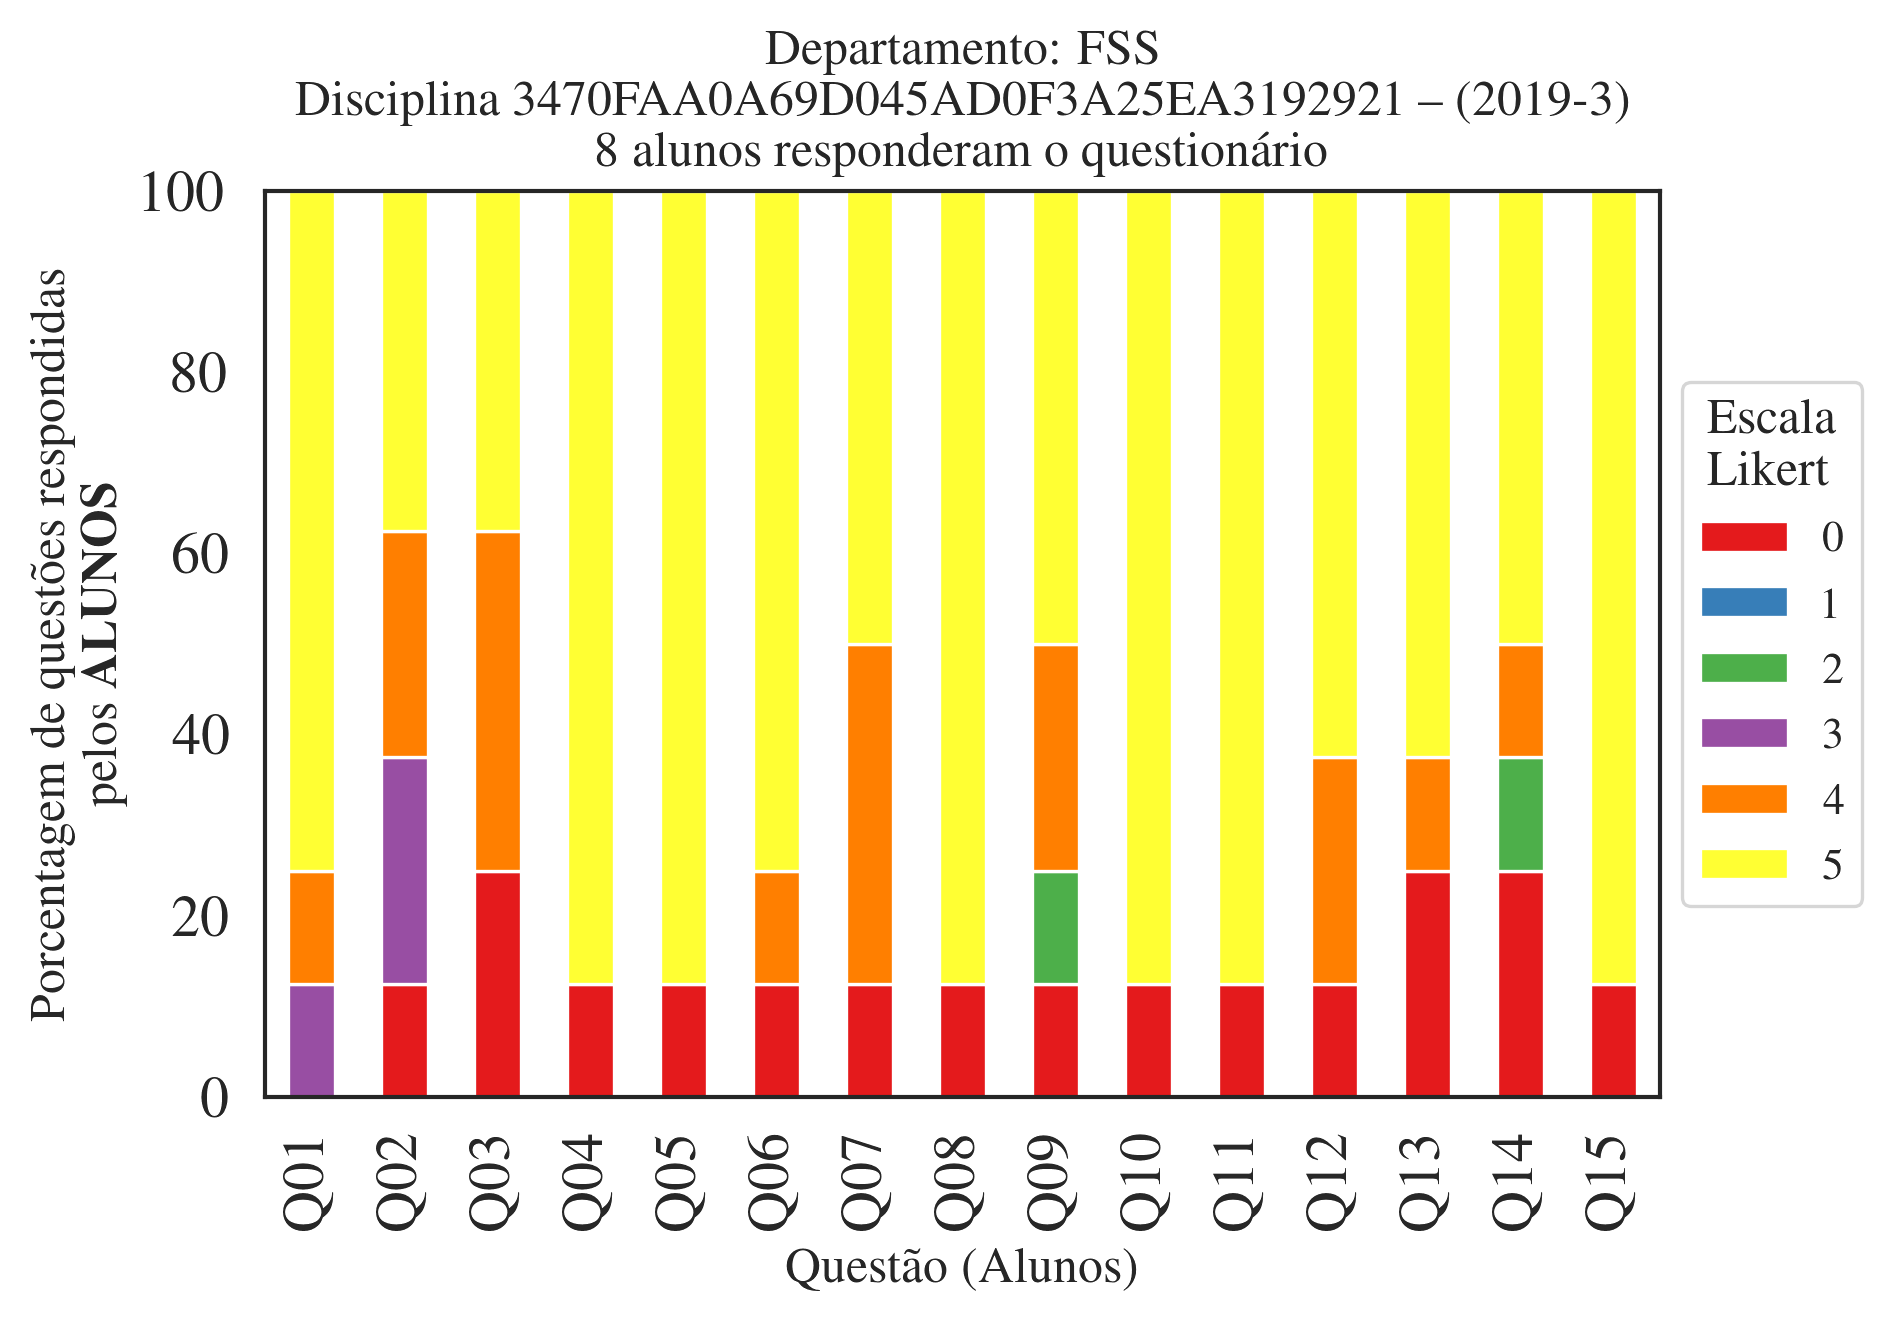 Departamento: FSS
Disciplina 3470FAA0A69D045AD0F3A25EA3192921 – (2019-3)
8 alunos responderam o questionário
Porcentagem de questões respondidas
pelos ALUNOS
100
80
60
40
20
0
Q01
Q02
Q03
Q04
Q05
Q06
Q07
Q08
Q09
Q10
Q11
Q12
Q13
Q14
Q15
Questão (Alunos)
Escala
Likert
0
1
2
3
4
5